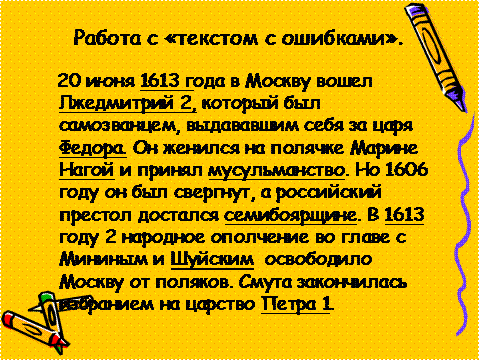 Работа с «текстом с ошибками».
20 июня 1613 года в Москву вошел
Лжедмитрий 2, который был
самозванцем, выдававшим себя за царя
Федора. Он женился на полячке Марине
Нагой и принял мусульманство. Но 1606
году он был свергнут, а российский
престол достался семибоярщине. В 1613
году 2 народное ополчение во главе с
Мининым и Шуйским освободило
Москву от поляков. Смута закончилась
избранием на царство Петра 1.